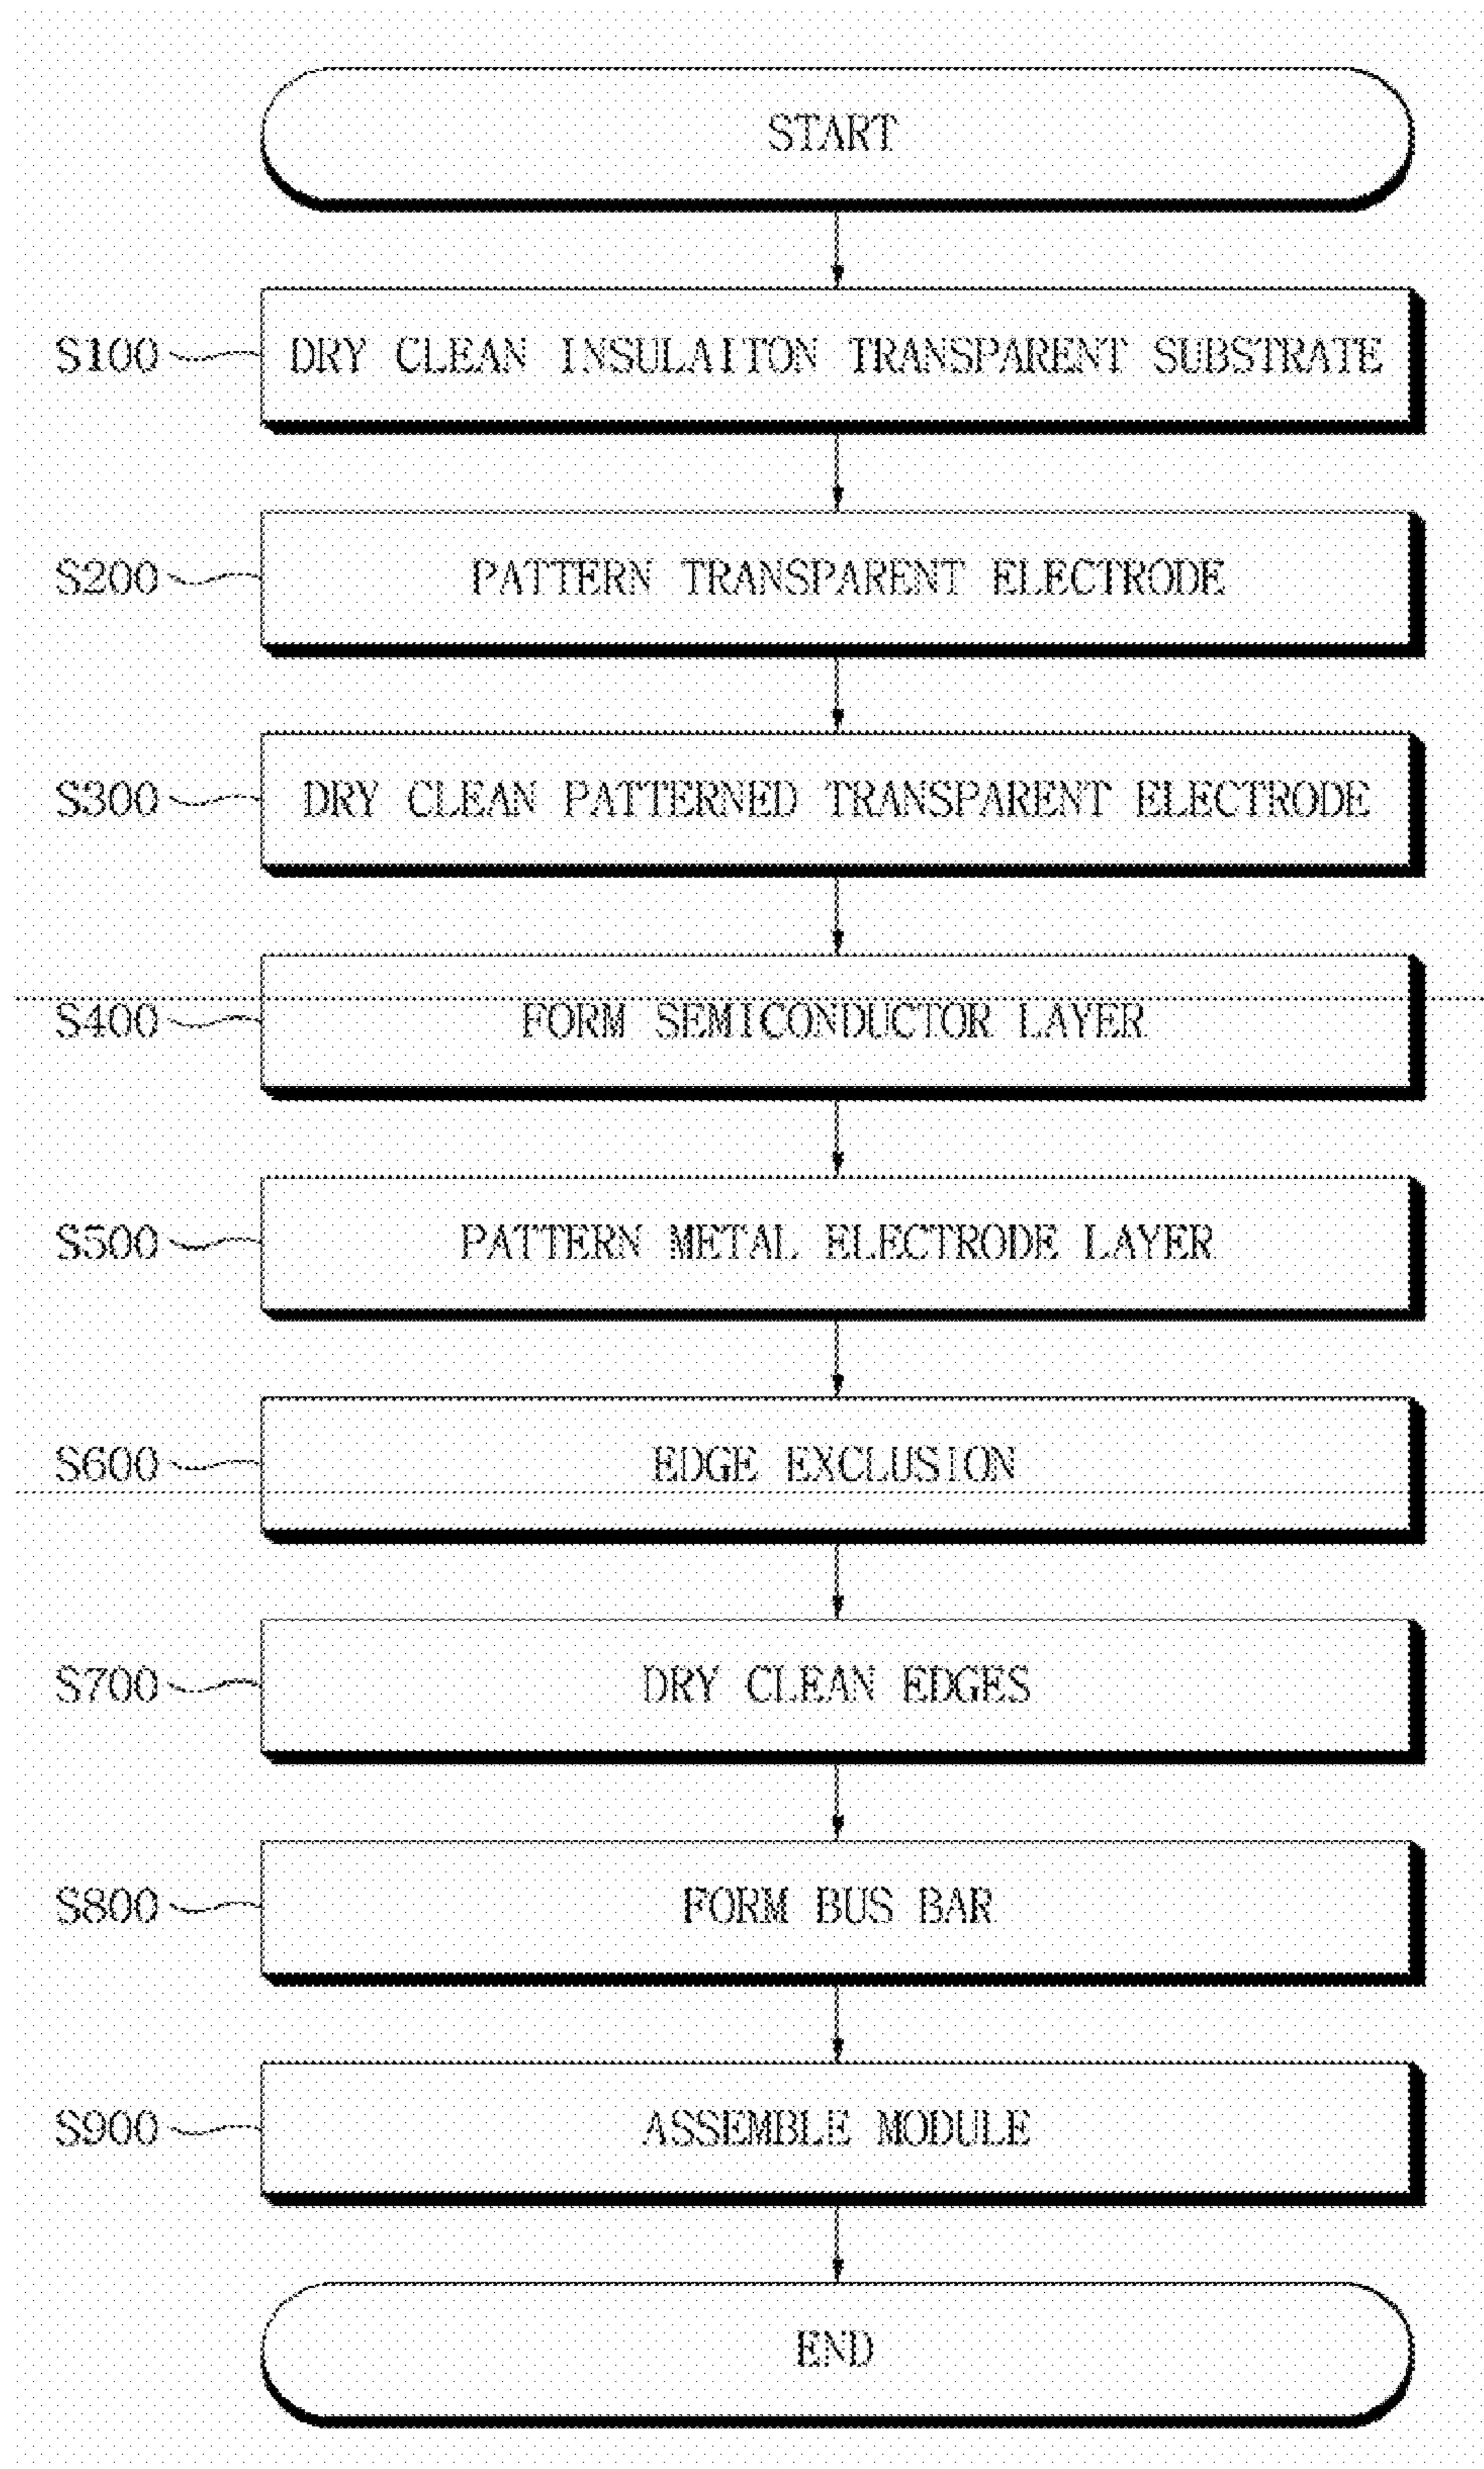 START
S100 DRY CLEAN INSULAITON TRANSPARENT SUBSTRATE
S200 PATTERN TRANSPARENT ELECTRODE
S300 DRY CLEAN PATTERNED TRANSPARENT ELECTRODE
S400 FORM SEMICONDUCTOR LAYER
S500 PATTERN METAL ELECTRODE LAYER
S600 EDGE EXCLUSION
S700 DRY CLEAN EDGES
S800 FORM BUS BAR
S900 ASSEMBLE MODULE
END